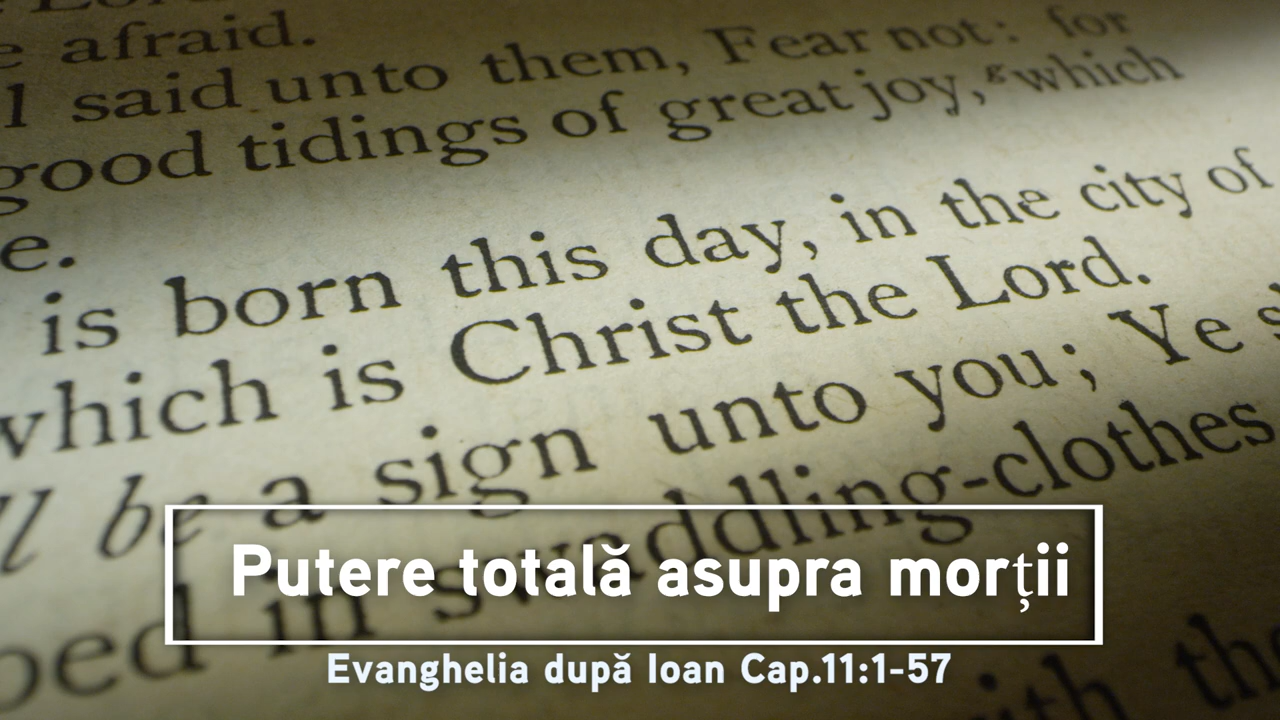 afraid.
said unto them, Fear not: for
good tidings of great joy, g which
e.
is born this day, in the city of
which is Christ the Lord.
be a sign unto you; Ye
in swaddling-clothes
Putere totală asupra morții
Evanghelia după Ioan Cap.11:1-57